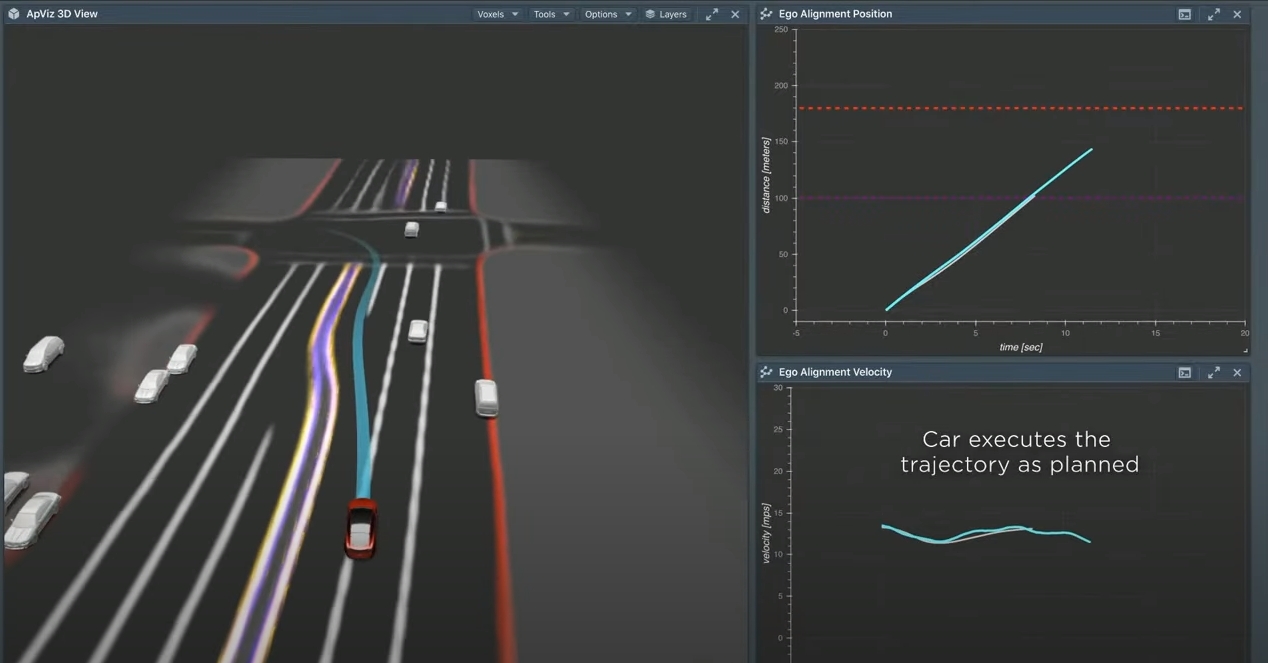 ApViz 3D View
Voxels
Tools
Options
Layers
Ego Alignment Position
250
200
150
100
50
0
distance [meters]
-5
0
5
10
15
20
time [sec]
Ego Alignment Velocity
30
25
20
15
10
5
0
velocity [mps]
Car executes the
trajectory as planned